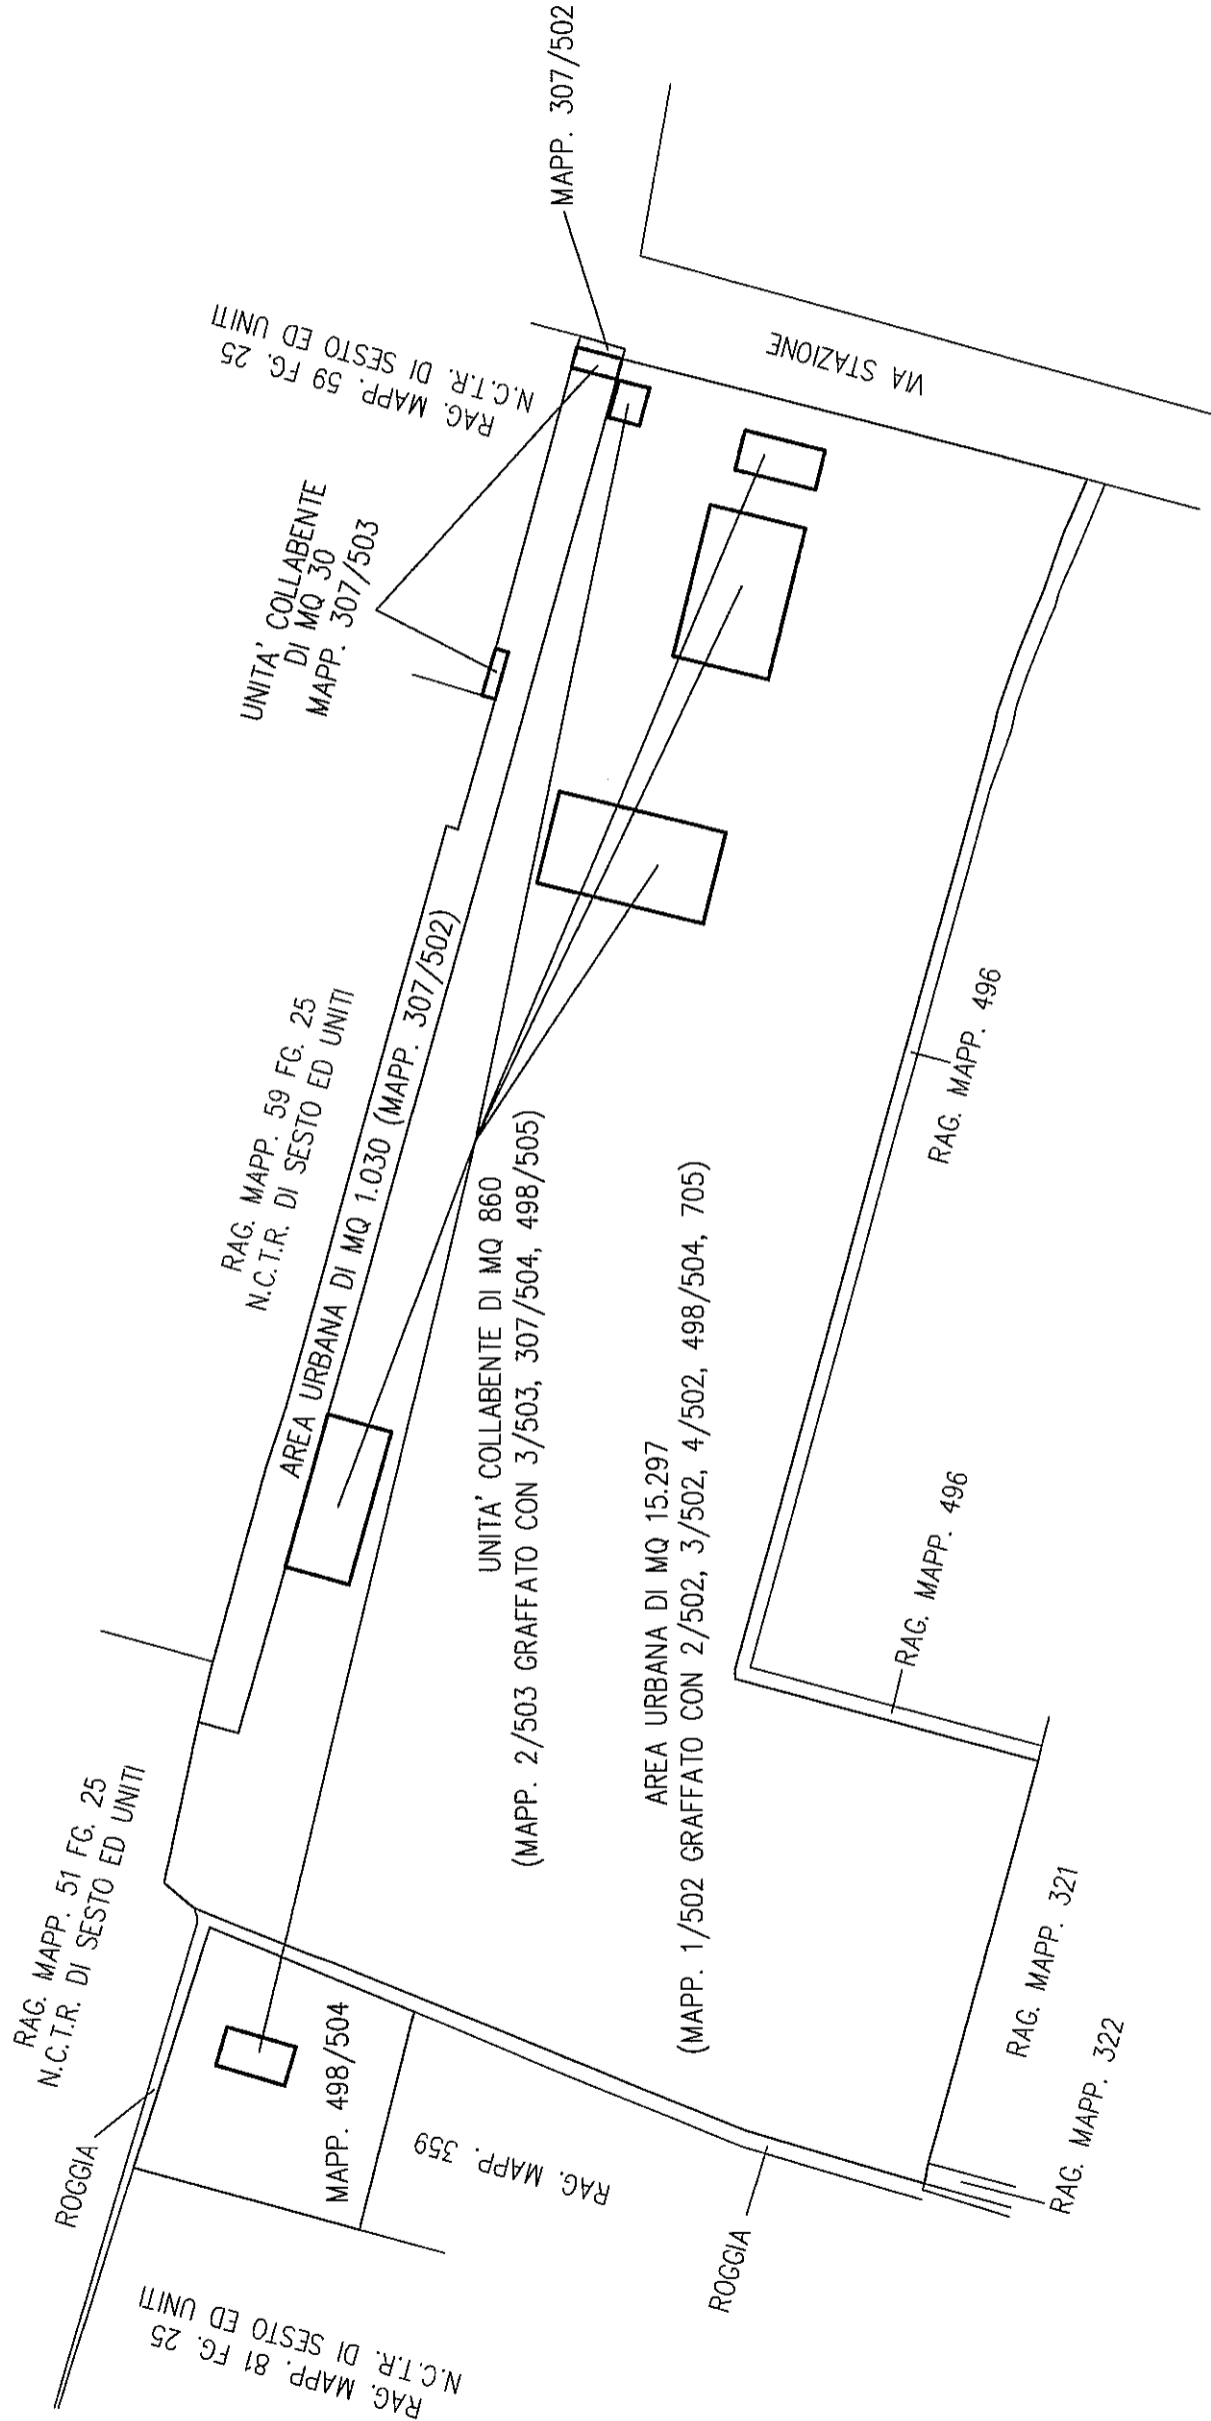 RAG. MAPP. 51 FG. 25
N.C.T.R. DI SESTO ED UNITI
ROGGIA
RAG. MAPP. 81 FG. 25
N.C.T.R. DI SESTO ED UNITI
MAPP. 498/504
RAG. MAPP. 359
ROGGIA
RAG. MAPP. 59 FG. 25
N.C.T.R. DI SESTO ED UNITI
AREA URBANA DI MQ 1.030 (MAPP. 307/502)
UNITA' COLLABENTE
DI MQ 30
MAPP. 307/503
RAG. MAPP. 59 FG. 25
N.C.T.R. DI SESTO ED UNITI
MAPP. 307/502
VIA STAZIONE
UNITA' COLLABENTE DI MQ 860
(MAPP. 2/503 GRAFFATO CON 3/503, 307/504, 498/505)
AREA URBANA DI MQ 15.297
(MAPP. 1/502 GRAFFATO CON 2/502, 3/502, 4/502, 498/504, 705)
RAG. MAPP. 496
RAG. MAPP. 496
RAG. MAPP. 321
RAG. MAPP. 322